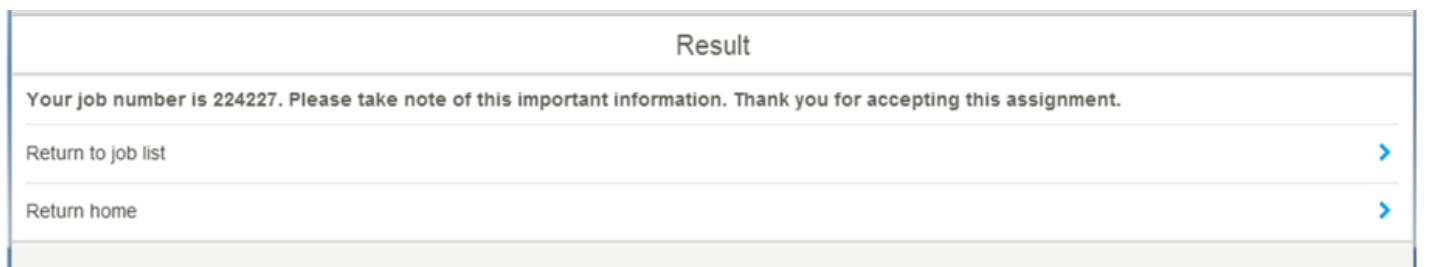 Result
Your job number is 224227. Please take note of this important information. Thank you for accepting this assignment.
Return to job list
Return home